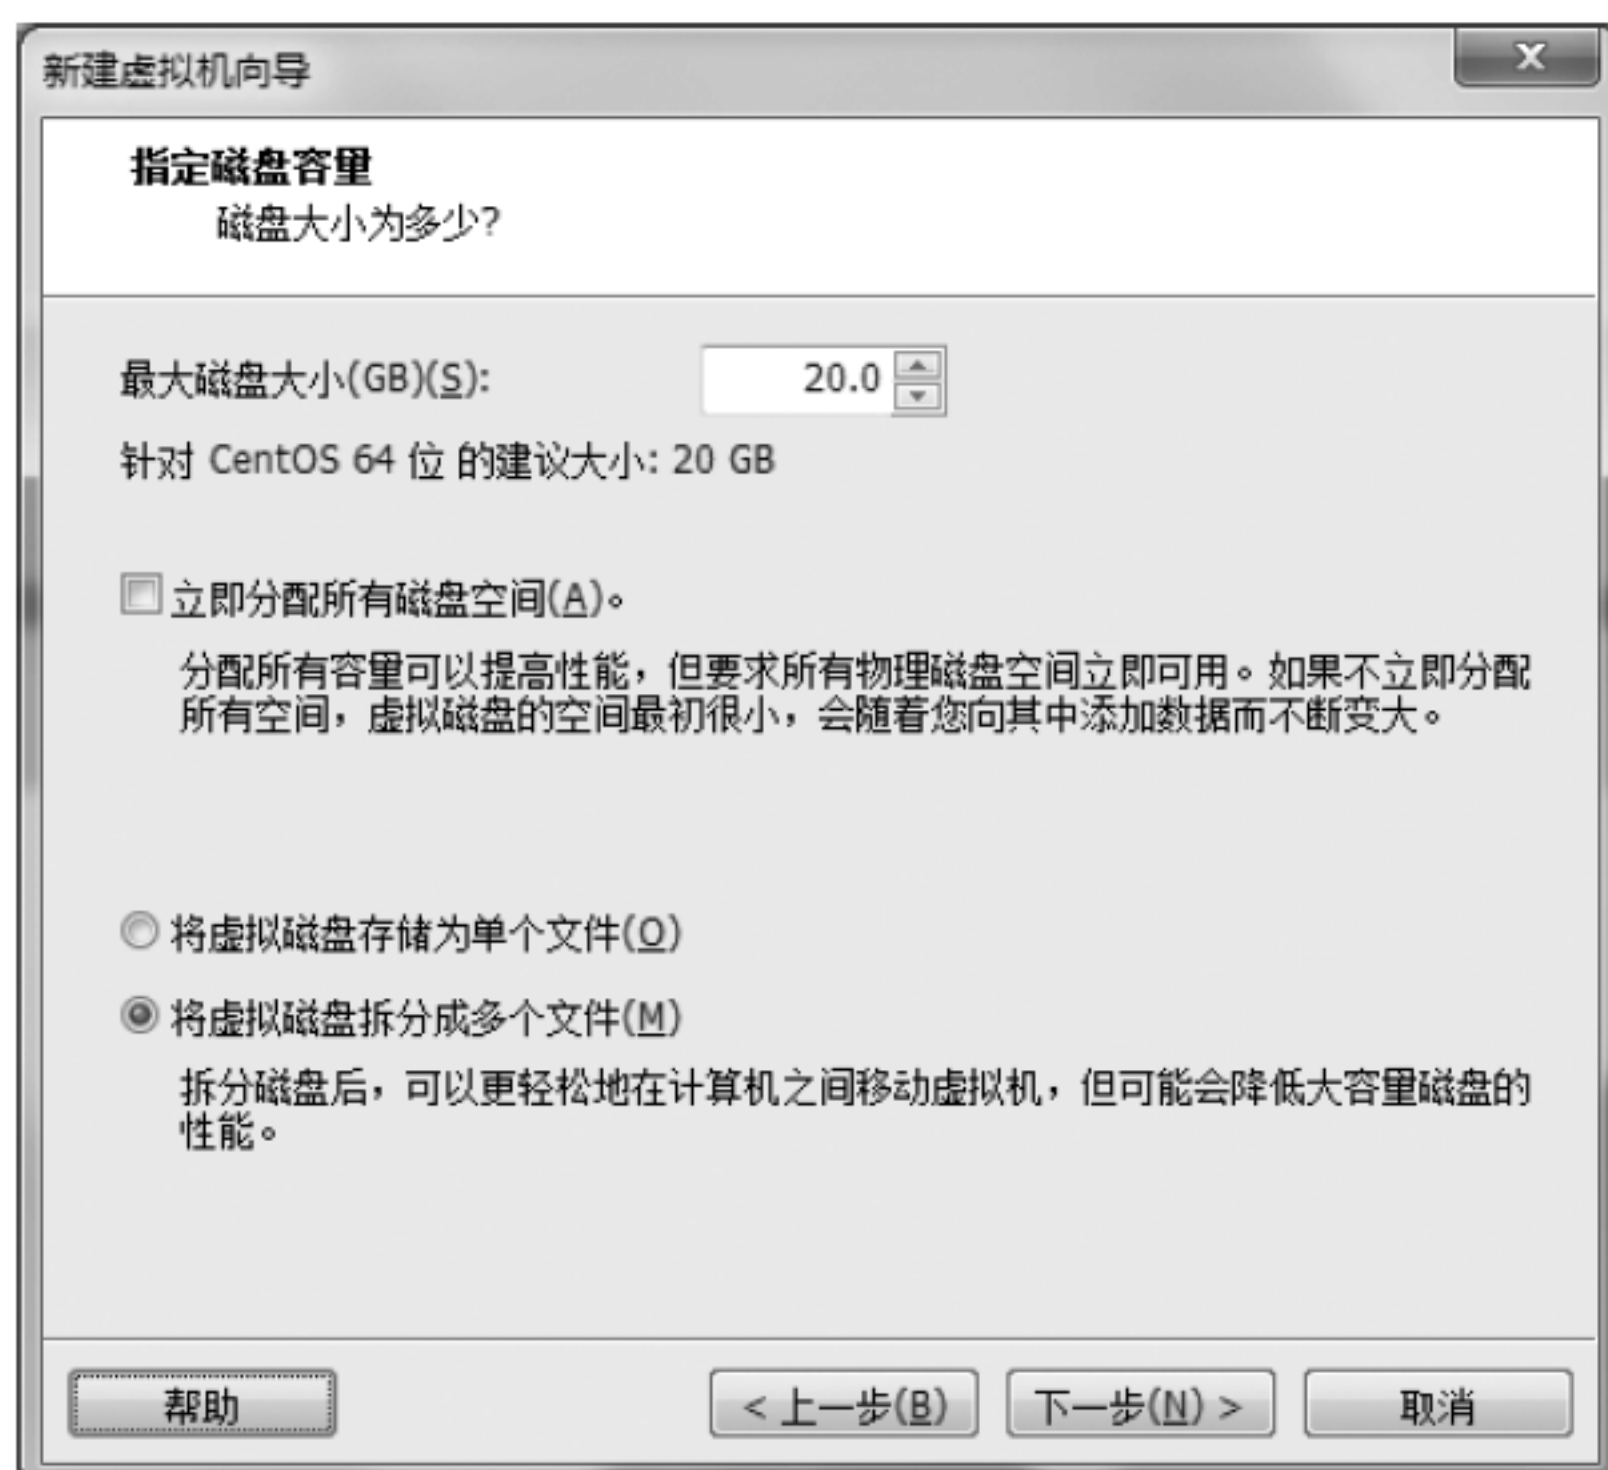 新建虚拟机向导
X
指定磁盘容量
磁盘大小为多少?
最大磁盘大小(GB)(S): 20.0
针对 CentOS 64 位 的建议大小: 20 GB
立即分配所有磁盘空间(A)。
分配所有容量可以提高性能，但要求所有物理磁盘空间立即可用。如果不立即分配
所有空间，虚拟磁盘的空间最初很小，会随着您向其中添加数据而不断变大。
将虚拟磁盘存储为单个文件(O)
将虚拟磁盘拆分成多个文件(M)
拆分磁盘后，可以更轻松地在计算机之间移动虚拟机，但可能会降低大容量磁盘的
性能。
帮助 < 上一步(B) 下一步(N) > 取消